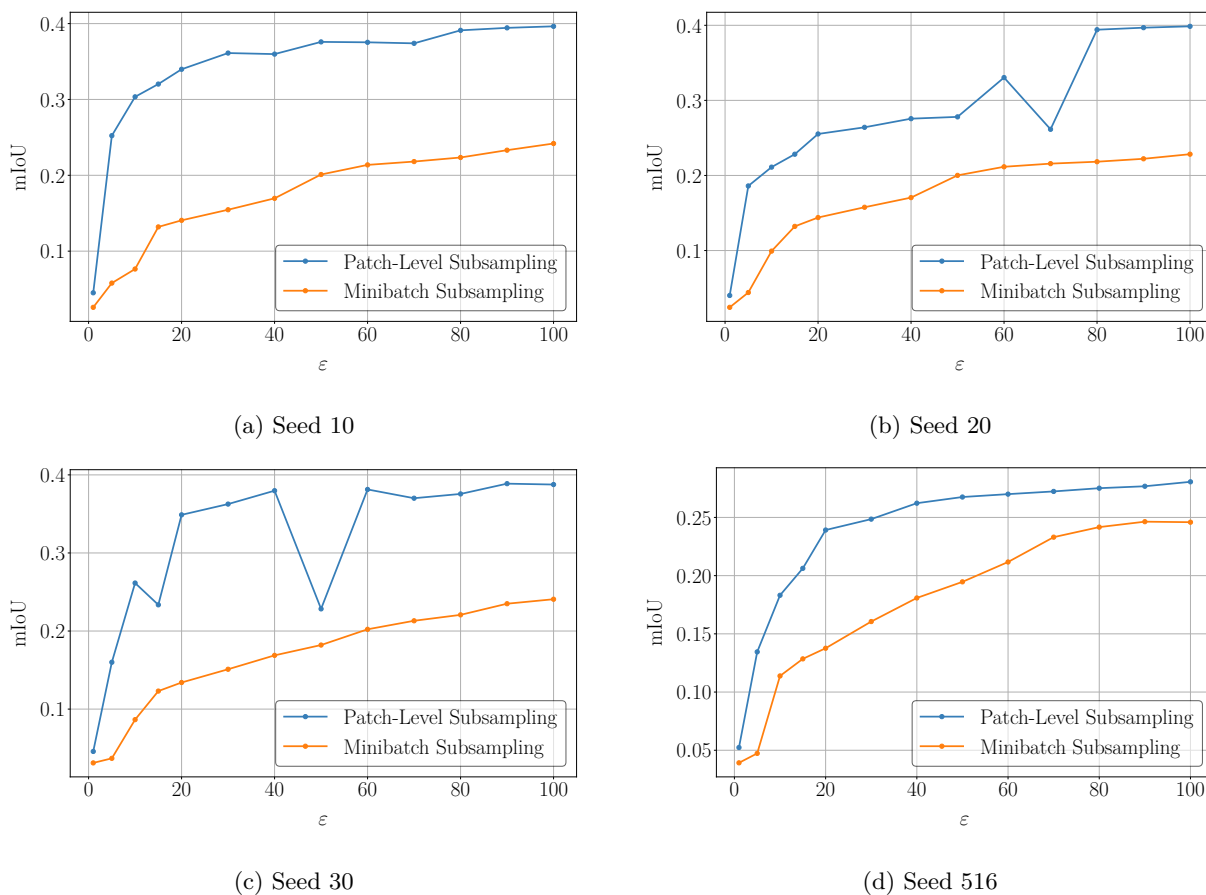 0.4
0.3
0.2
0.1
mIoU
Patch-Level Subsampling
Minibatch Subsampling
0 20 40 60 80 100
ε
(a) Seed 10
0.4
0.3
0.2
0.1
mIoU
Patch-Level Subsampling
Minibatch Subsampling
0 20 40 60 80 100
ε
(b) Seed 20
0.4
0.3
0.2
0.1
mIoU
Patch-Level Subsampling
Minibatch Subsampling
0 20 40 60 80 100
ε
(c) Seed 30
0.25
0.20
0.15
0.10
0.05
mIoU
Patch-Level Subsampling
Minibatch Subsampling
0 20 40 60 80 100
ε
(d) Seed 516